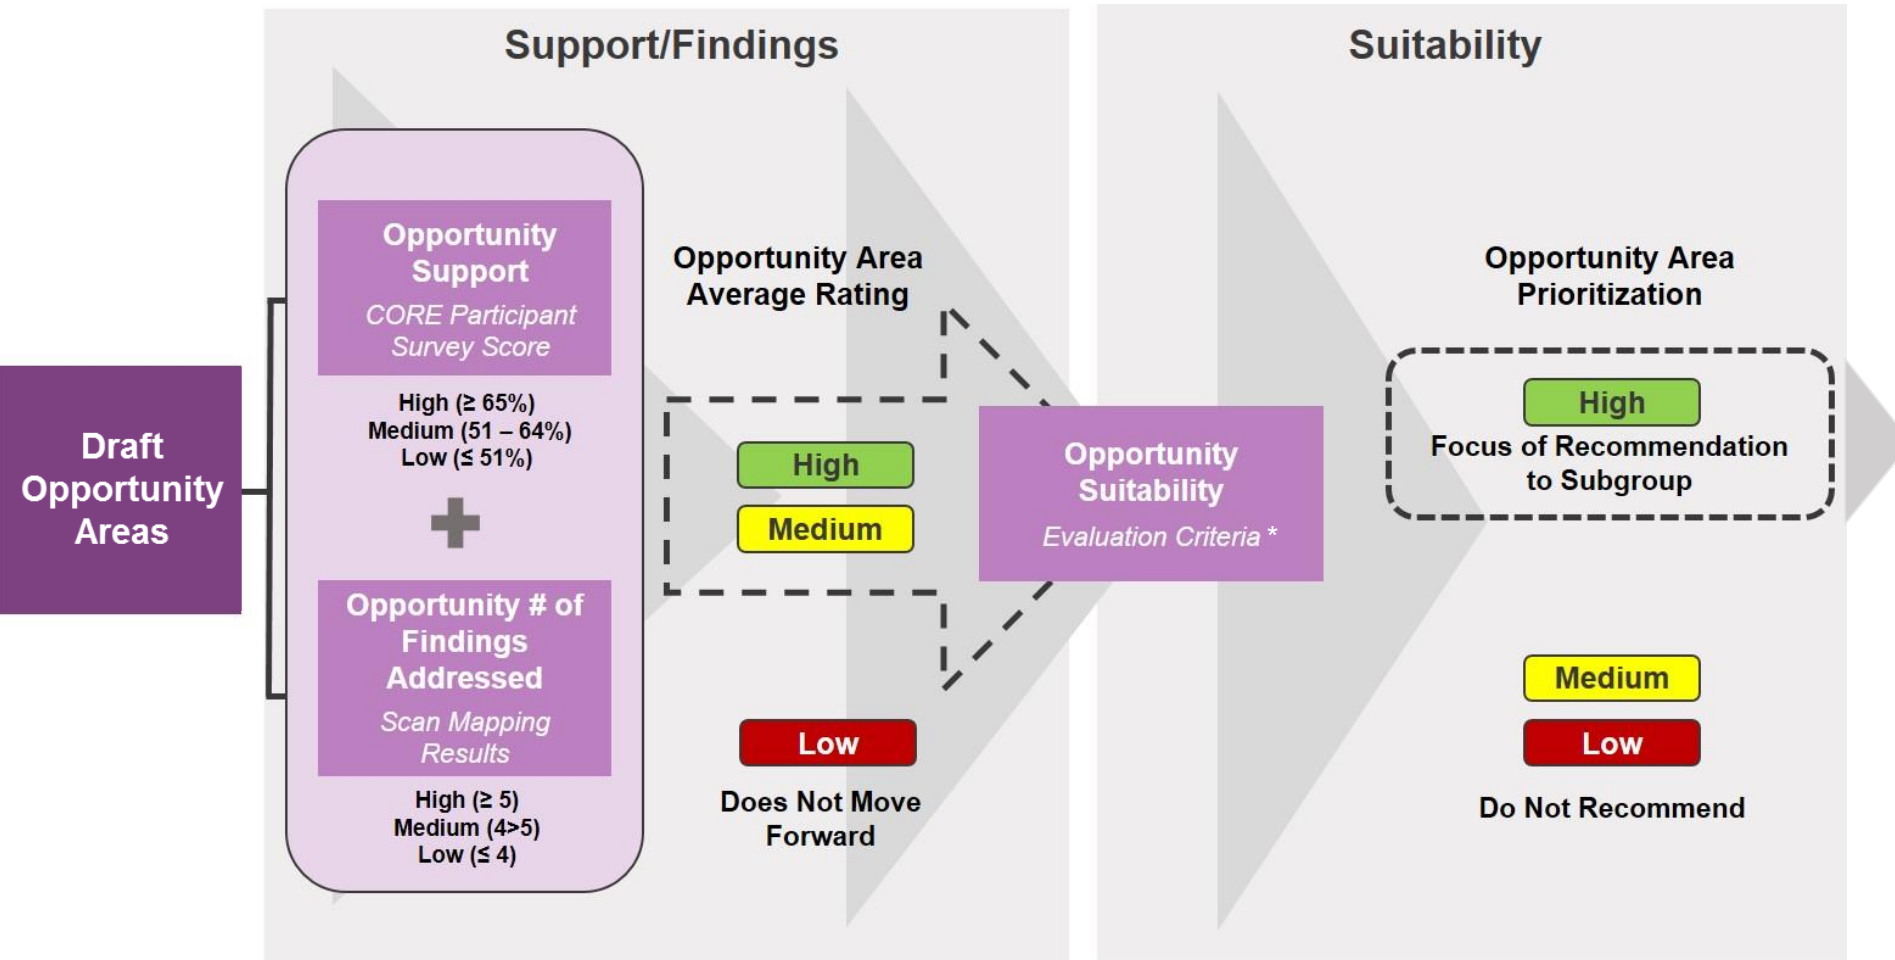 Support/Findings
Suitability
Draft
Opportunity
Areas
Opportunity
Support
CORE Participant
Survey Score
High (≥ 65%)
Medium (51 – 64%)
Low (≤ 51%)
Opportunity # of
Findings
Addressed
Scan Mapping
Results
High (≥ 5)
Medium (4>5)
Low (≤ 4)
Opportunity Area
Average Rating
High
Medium
Low
Does Not Move
Forward
Opportunity
Suitability
Evaluation Criteria *
Opportunity Area
Prioritization
High
Focus of Recommendation
to Subgroup
Medium
Low
Do Not Recommend